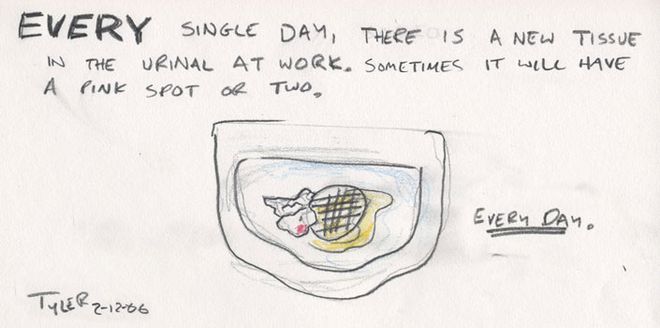 EVERY SINGLE DAY, THERE IS A NEW TISSUE
IN THE URINAL AT WORK. SOMETIMES IT WILL HAVE
A PINK SPOT OR TWO.
EVERY DAY.
TYLER 2-12-06